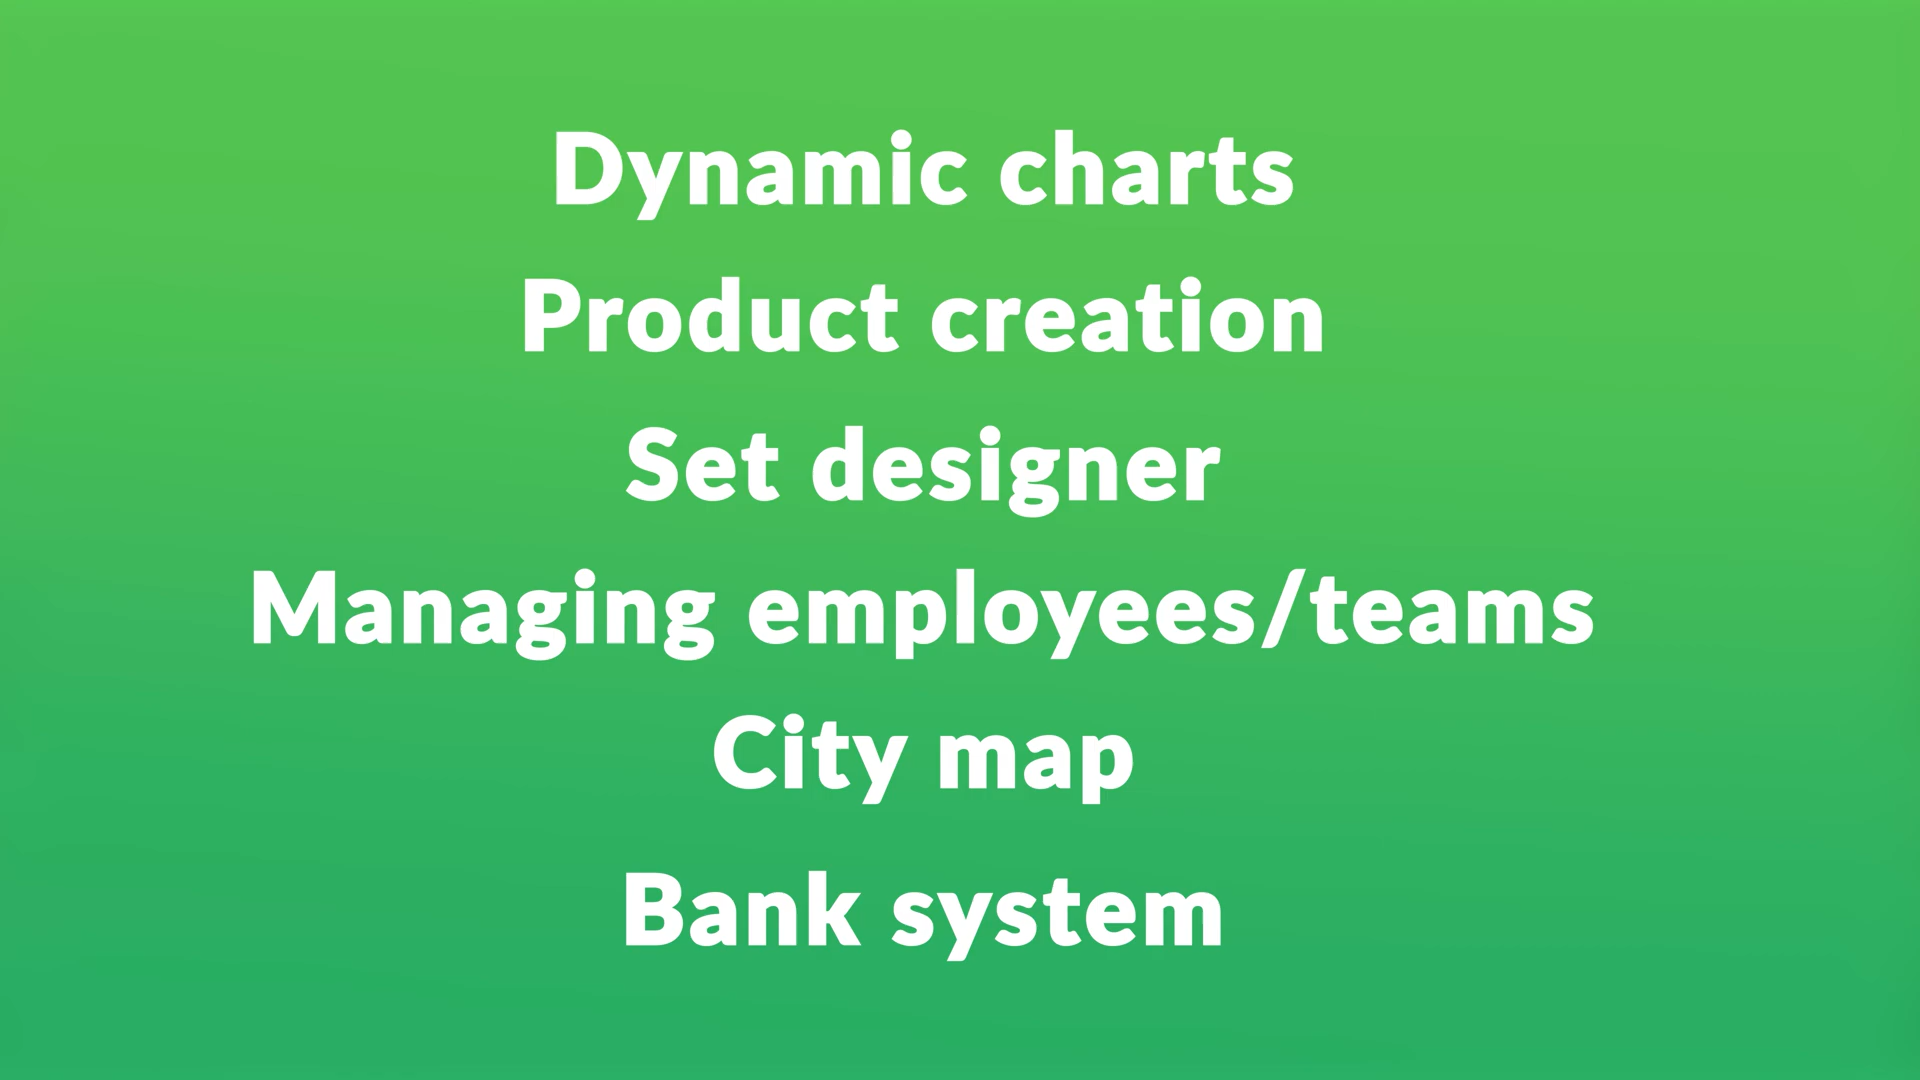 Dynamic charts
Product creation
Set designer
Managing employees/teams
City map
Bank system